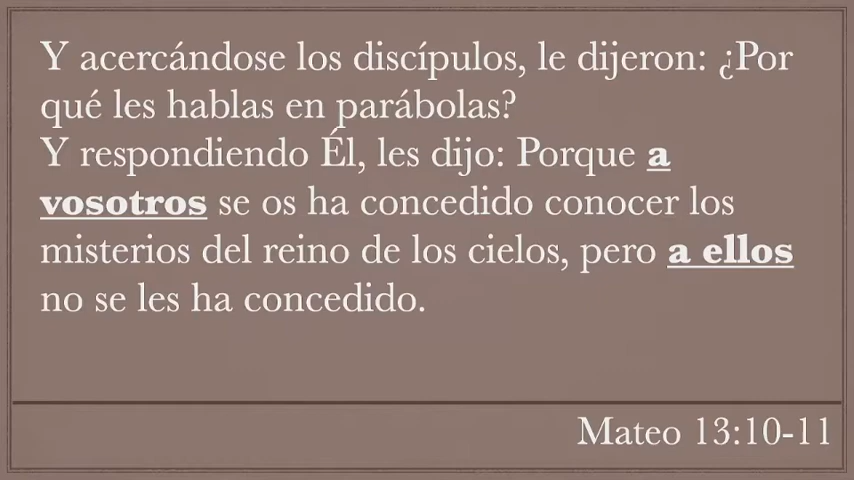 Y acercándose los discípulos, le dijeron: ¿Por
qué les hablas en parábolas?
Y respondiendo Él, les dijo: Porque a
vosotros se os ha concedido conocer los
misterios del reino de los cielos, pero a ellos
no se les ha concedido.
Mateo 13:10-11